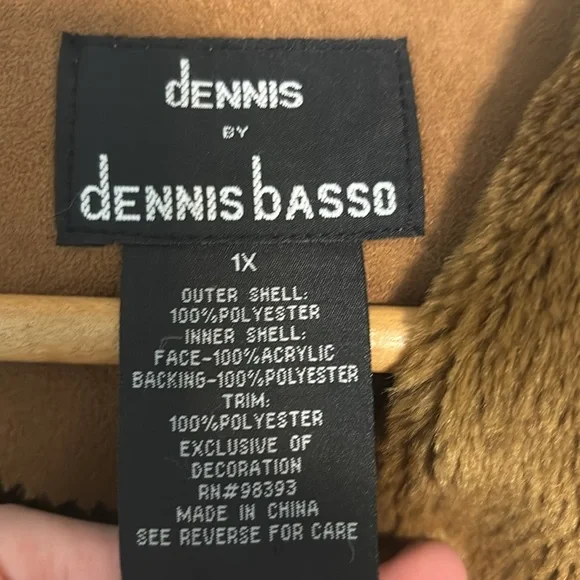 dENNIS
BY
dENNIS bASSO
1X
OUTER SHELL:
100%POLYESTER
INNER SHELL:
FACE-100%ACRYLIC
BACKING-100%POLYESTER
TRIM:
100%POLYESTER
EXCLUSIVE OF
DECORATION
RN#98393
MADE IN CHINA
SEE REVERSE FOR CARE